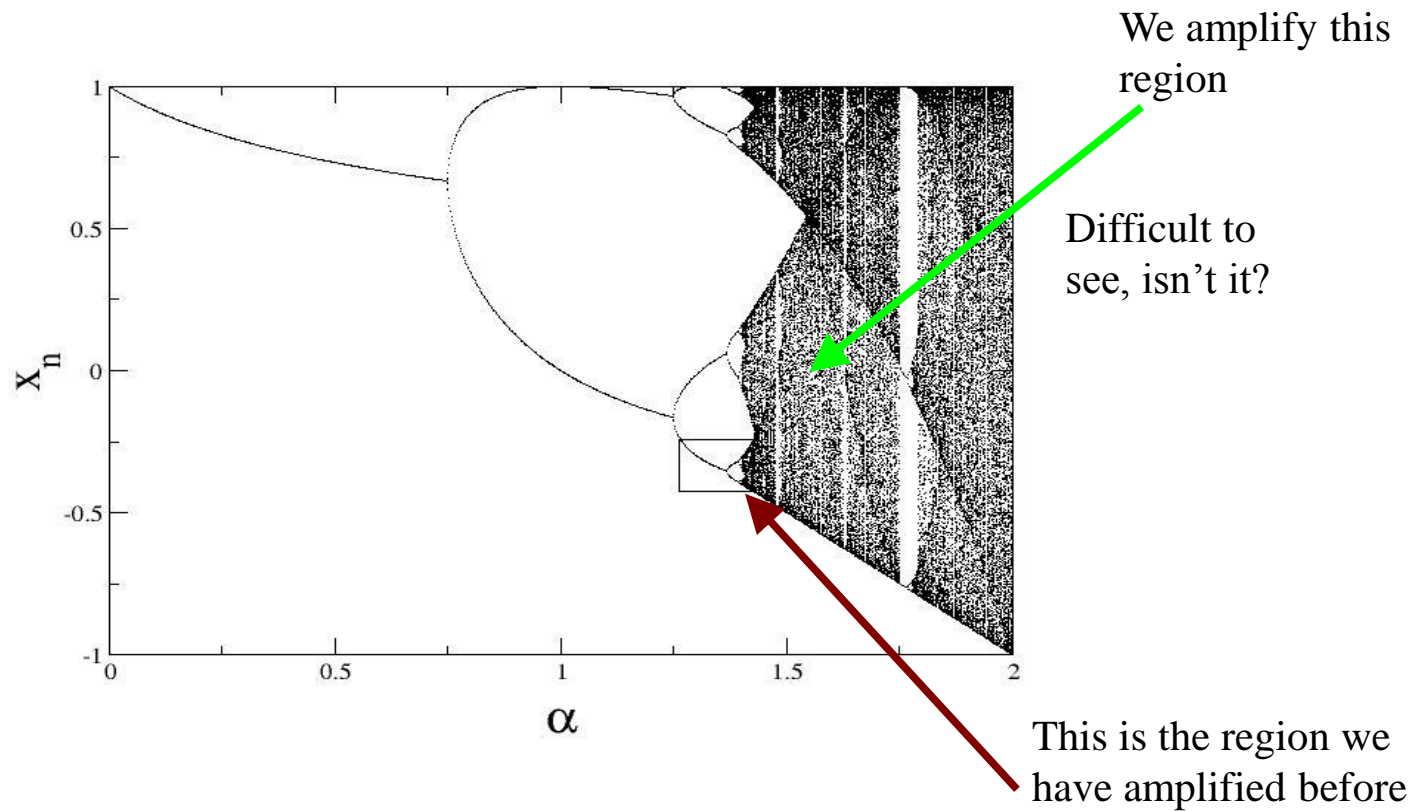 We amplify this
region
Difficult to
see, isn’t it?
1
0.5
0
-0.5
-1
x_n
0
0.5
1
1.5
2
α
This is the region we
have amplified before